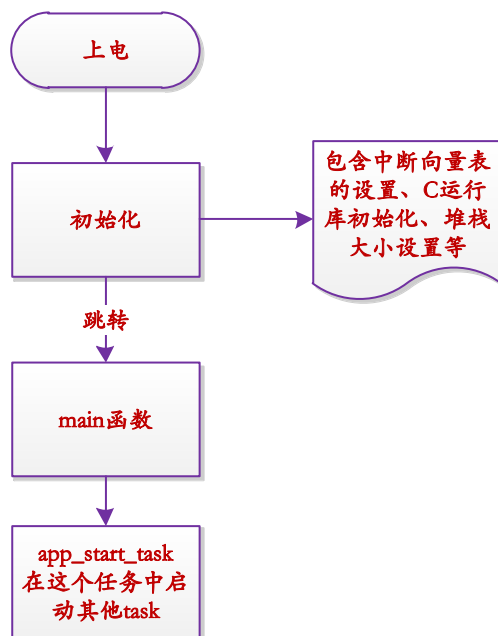 上电
初始化
包含中断向量表
的设置、C运行
库初始化、堆栈
大小设置等
跳转
main函数
app_start_task
在这个任务中启
动其他task